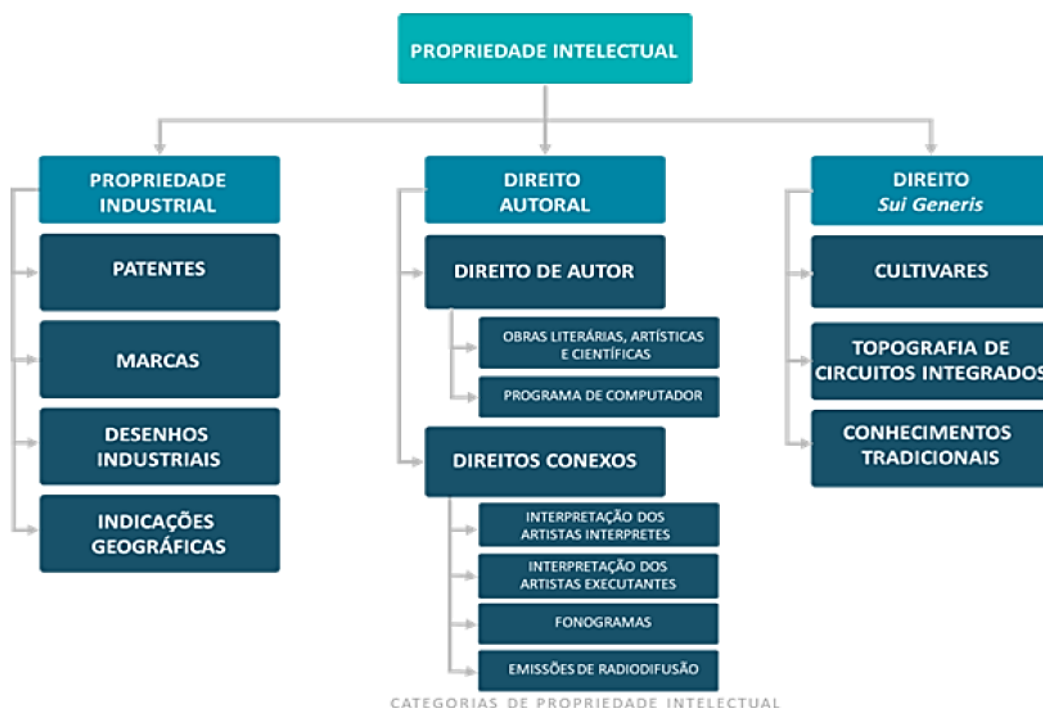 PROPRIEDADE INTELECTUAL
PROPRIEDADE
INDUSTRIAL
PATENTES
MARCAS
DESENHOS
INDUSTRIAIS
INDICAÇÕES
GEOGRÁFICAS
DIREITO
AUTORAL
DIREITO DE AUTOR
OBRAS LITERÁRIAS, ARTÍSTICAS
E CIENTÍFICAS
PROGRAMA DE COMPUTADOR
DIREITOS CONEXOS
INTERPRETAÇÃO DOS
ARTISTAS INTERPRETES
INTERPRETAÇÃO DOS
ARTISTAS EXECUTANTES
FONOGRAMAS
EMISSÕES DE RADIODIFUSÃO
DIREITO
Sui Generis
CULTIVARES
TOPOGRAFIA DE
CIRCUITOS INTEGRADOS
CONHECIMENTOS
TRADICIONAIS
CATEGORIAS DE PROPRIEDADE INTELECTUAL